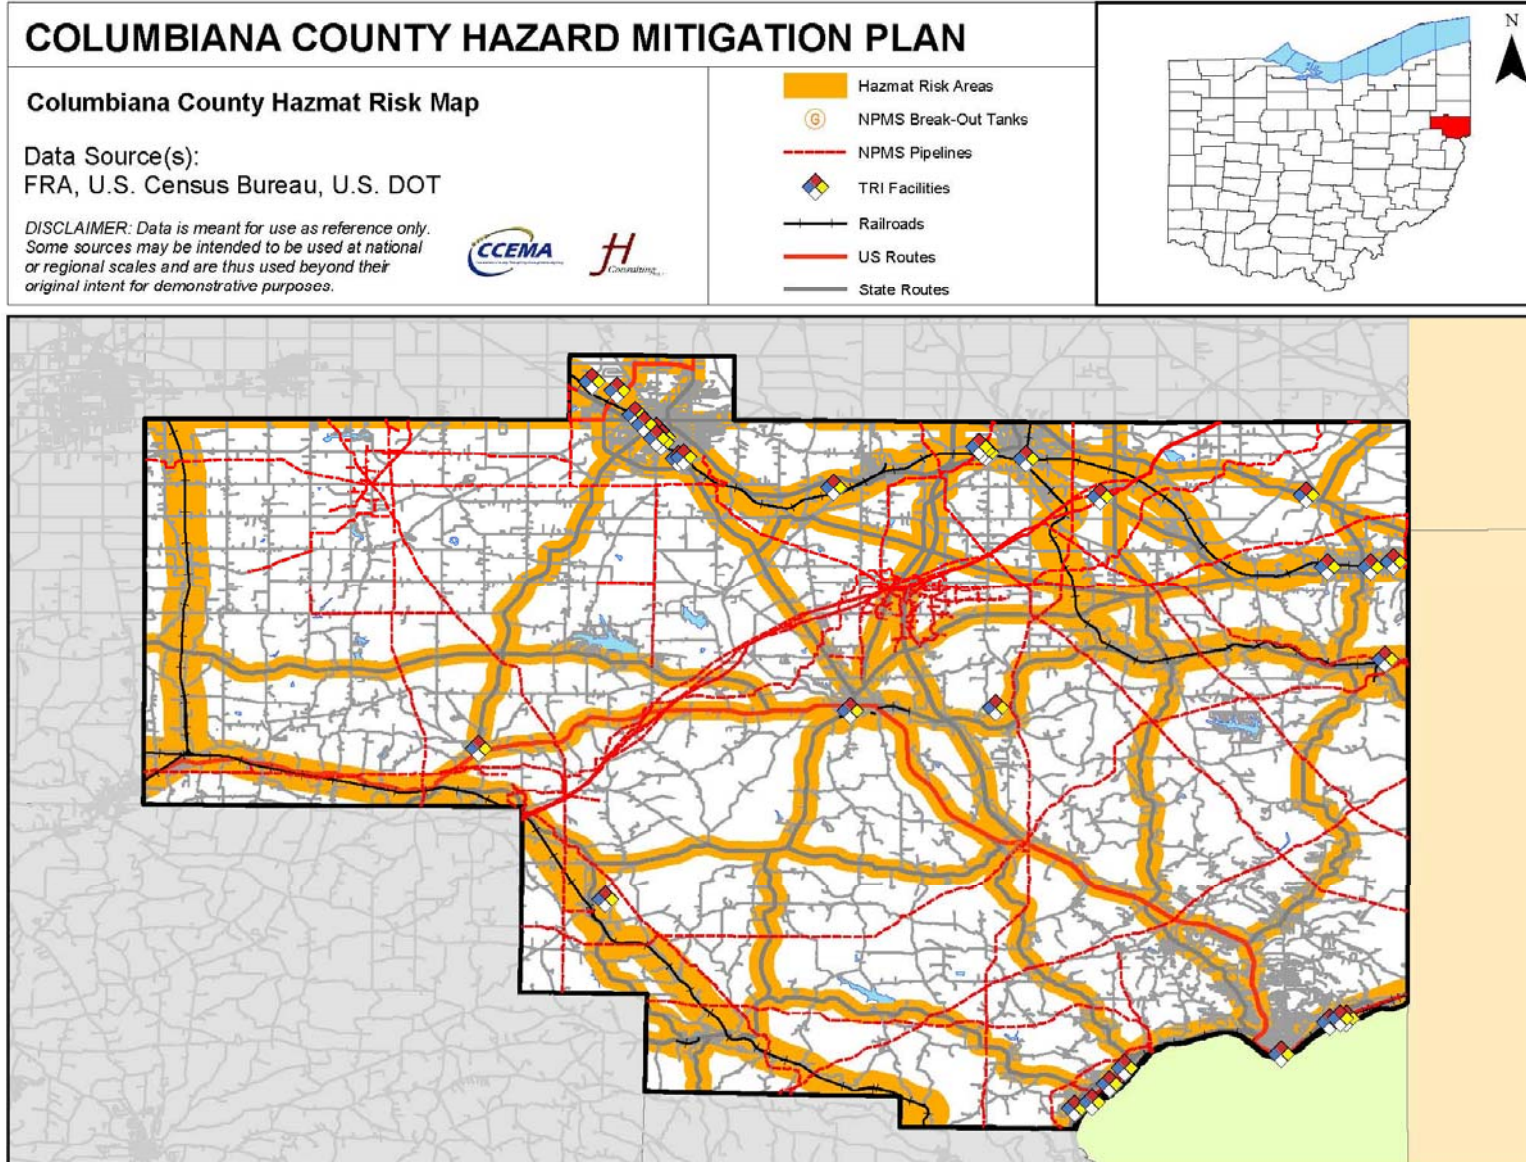 COLUMBIANA COUNTY HAZARD MITIGATION PLAN
Columbiana County Hazmat Risk Map
Data Source(s):
FRA, U.S. Census Bureau, U.S. DOT
DISCLAIMER: Data is meant for use as reference only.
Some sources may be intended to be used at national
or regional scales and are thus used beyond their
original intent for demonstrative purposes.
CCEMA
JH
Consulting
Hazmat Risk Areas
G
NPMS Break-Out Tanks
NPMS Pipelines
TRI Facilities
Railroads
US Routes
State Routes
N